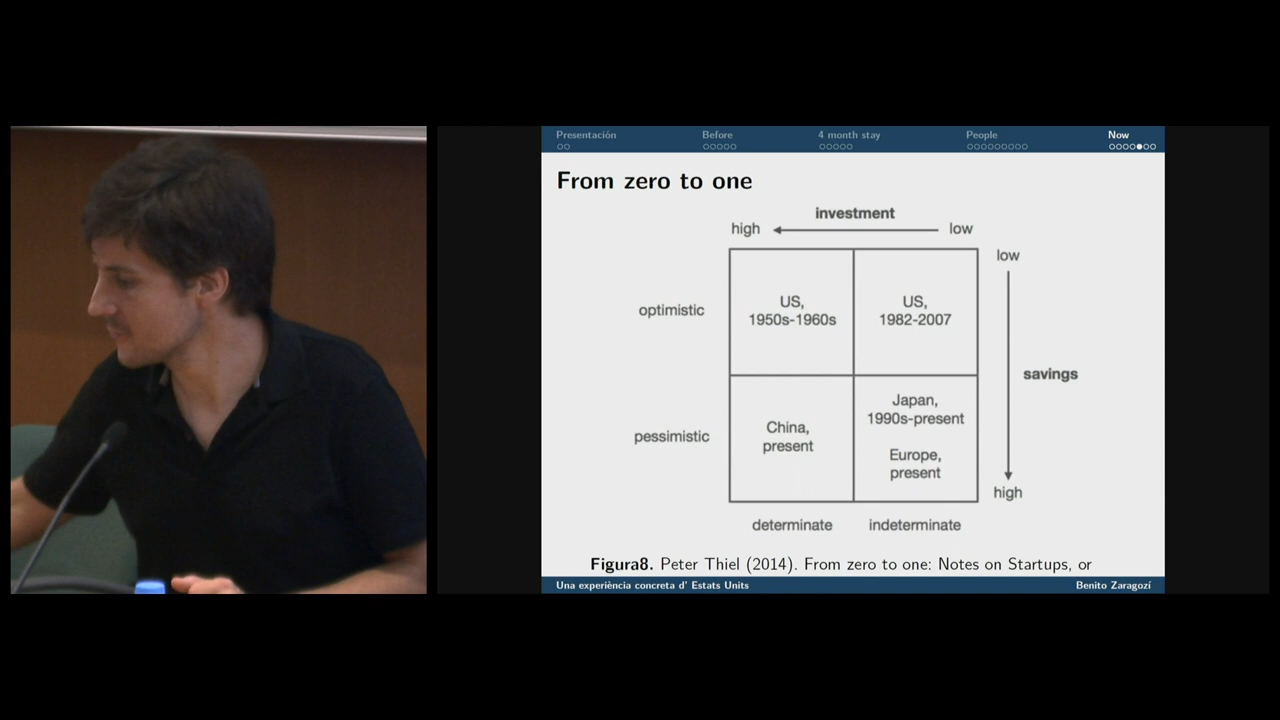 Presentación Before 4 month stay People Now
From zero to one
investment
high low
low
optimistic
US,
1950s-1960s
US,
1982-2007
savings
pessimistic
China,
present
Japan,
1990s-present
Europe,
present
high
determinate indeterminate
Figura8. Peter Thiel (2014). From zero to one: Notes on Startups, or
Una experiència concreta d' Estats Units Benito Zaragozí